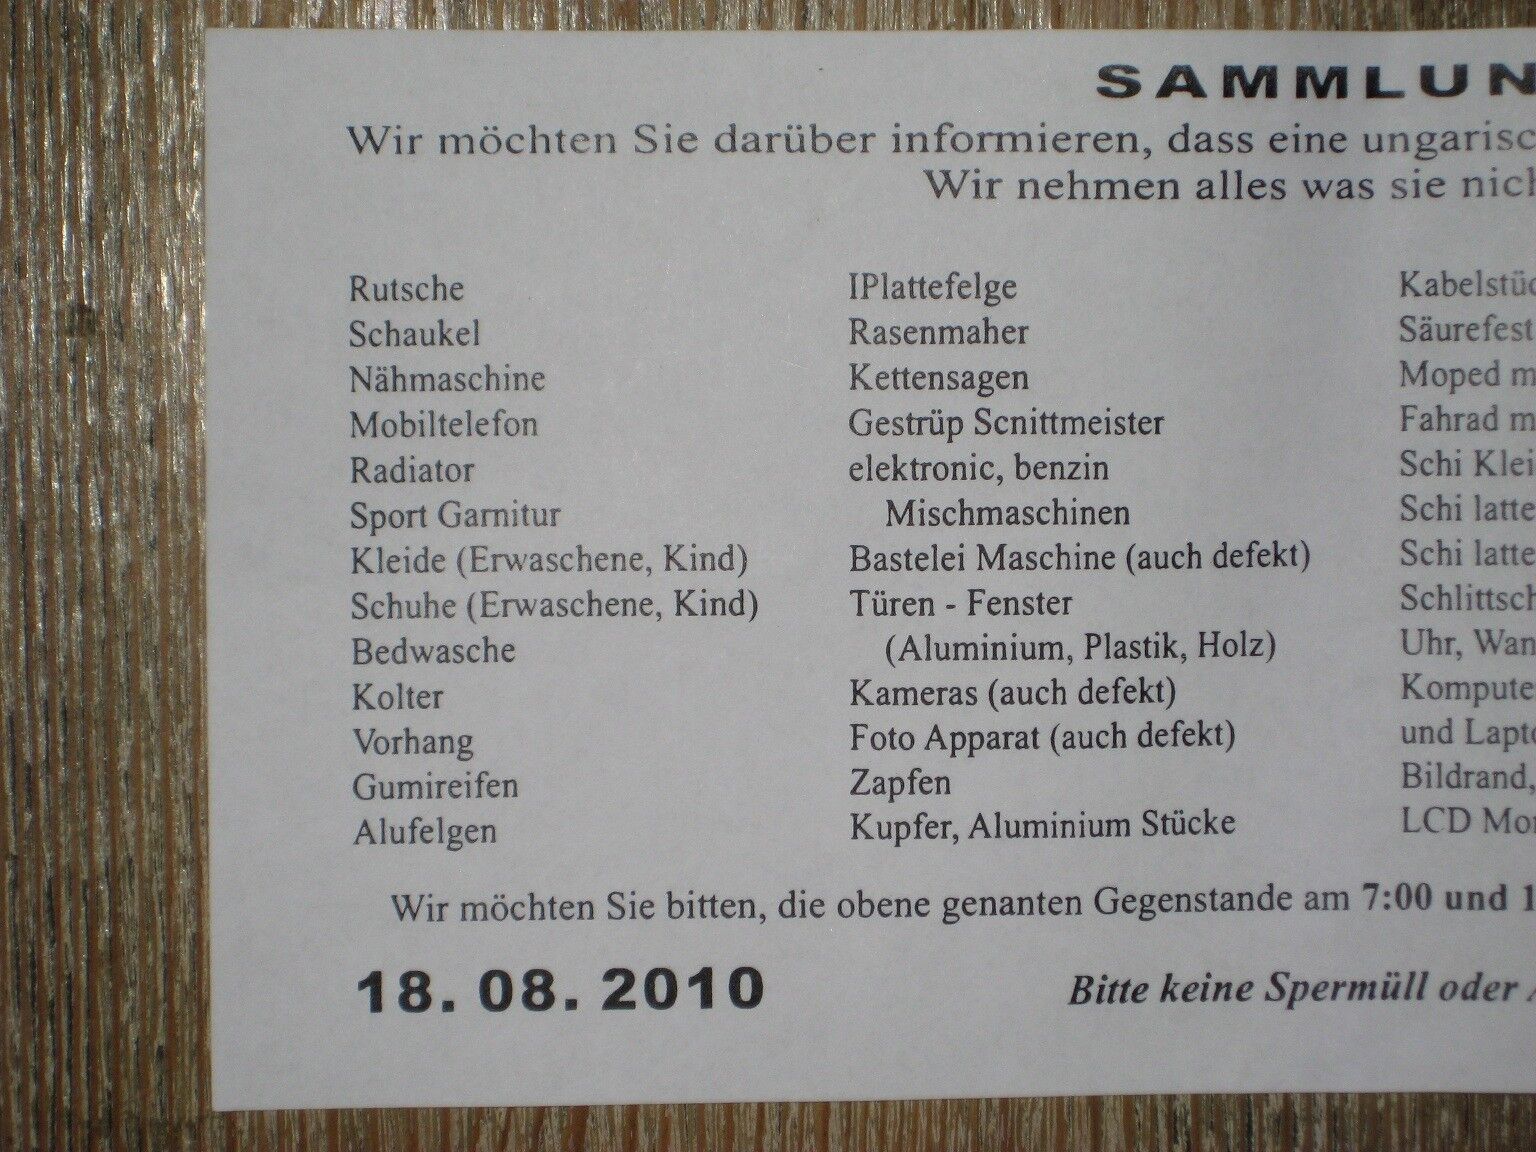 SAMMLUN
Wir möchten Sie darüber informieren, dass eine ungarisc
Wir nehmen alles was sie nich
Rutsche
Schaukel
Nähmaschine
Mobiltelefon
Radiator
Sport Garnitur
Kleide (Erwaschene, Kind)
Schuhe (Erwaschene, Kind)
Bedwasche
Kolter
Vorhang
Gumireifen
Alufelgen
IPlattefelge
Rasenmaher
Kettensagen
Gestrüp Scnittmeister
elektronic, benzin
Mischmaschinen
Bastelei Maschine (auch defekt)
Türen - Fenster
(Aluminium, Plastik, Holz)
Kameras (auch defekt)
Foto Apparat (auch defekt)
Zapfen
Kupfer, Aluminium Stücke
Kabelstüc
Säurefest
Moped m
Fahrad m
Schi Klei
Schi latte
Schi latte
Schlittsch
Uhr, Wan
Kompute
und Lapto
Bildrand,
LCD Mon
Wir möchten Sie bitten, die obene genanten Gegenstande am 7:00 und 1
18. 08. 2010
Bitte keine Spermüll oder A